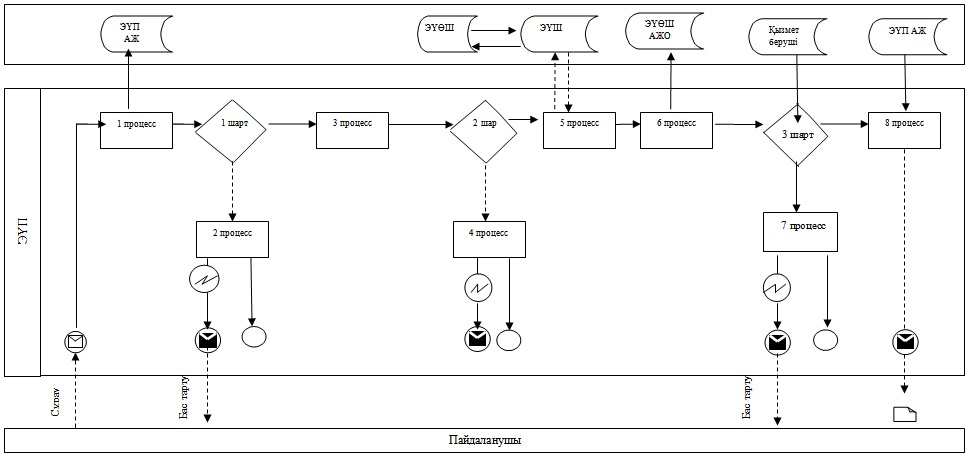 ЭҮП
АЖ
ЭҮӨШ
ЭҮШ
ЭҮӨШ
АЖО
Қызмет
беруші
ЭҮП АЖ
1 процесс
1 шарт
3 процесс
2 шар
5 процесс
6 процесс
3 шарт
8 процесс
ЭҮП
2 процесс
4 процесс
7 процесс
Сұрау
Бас тарту
Бас тарту
Пайдаланушы